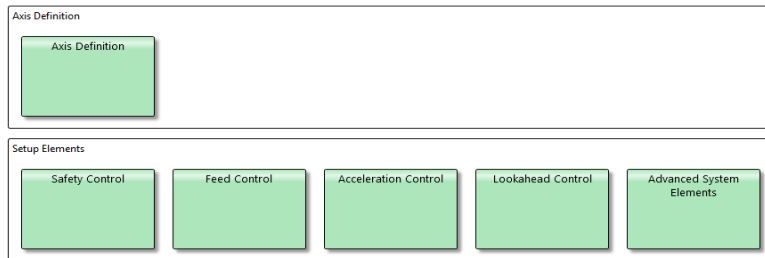 Axis Definition
Axis Definition
Setup Elements
Safety Control
Feed Control
Acceleration Control
Lookahead Control
Advanced System
Elements